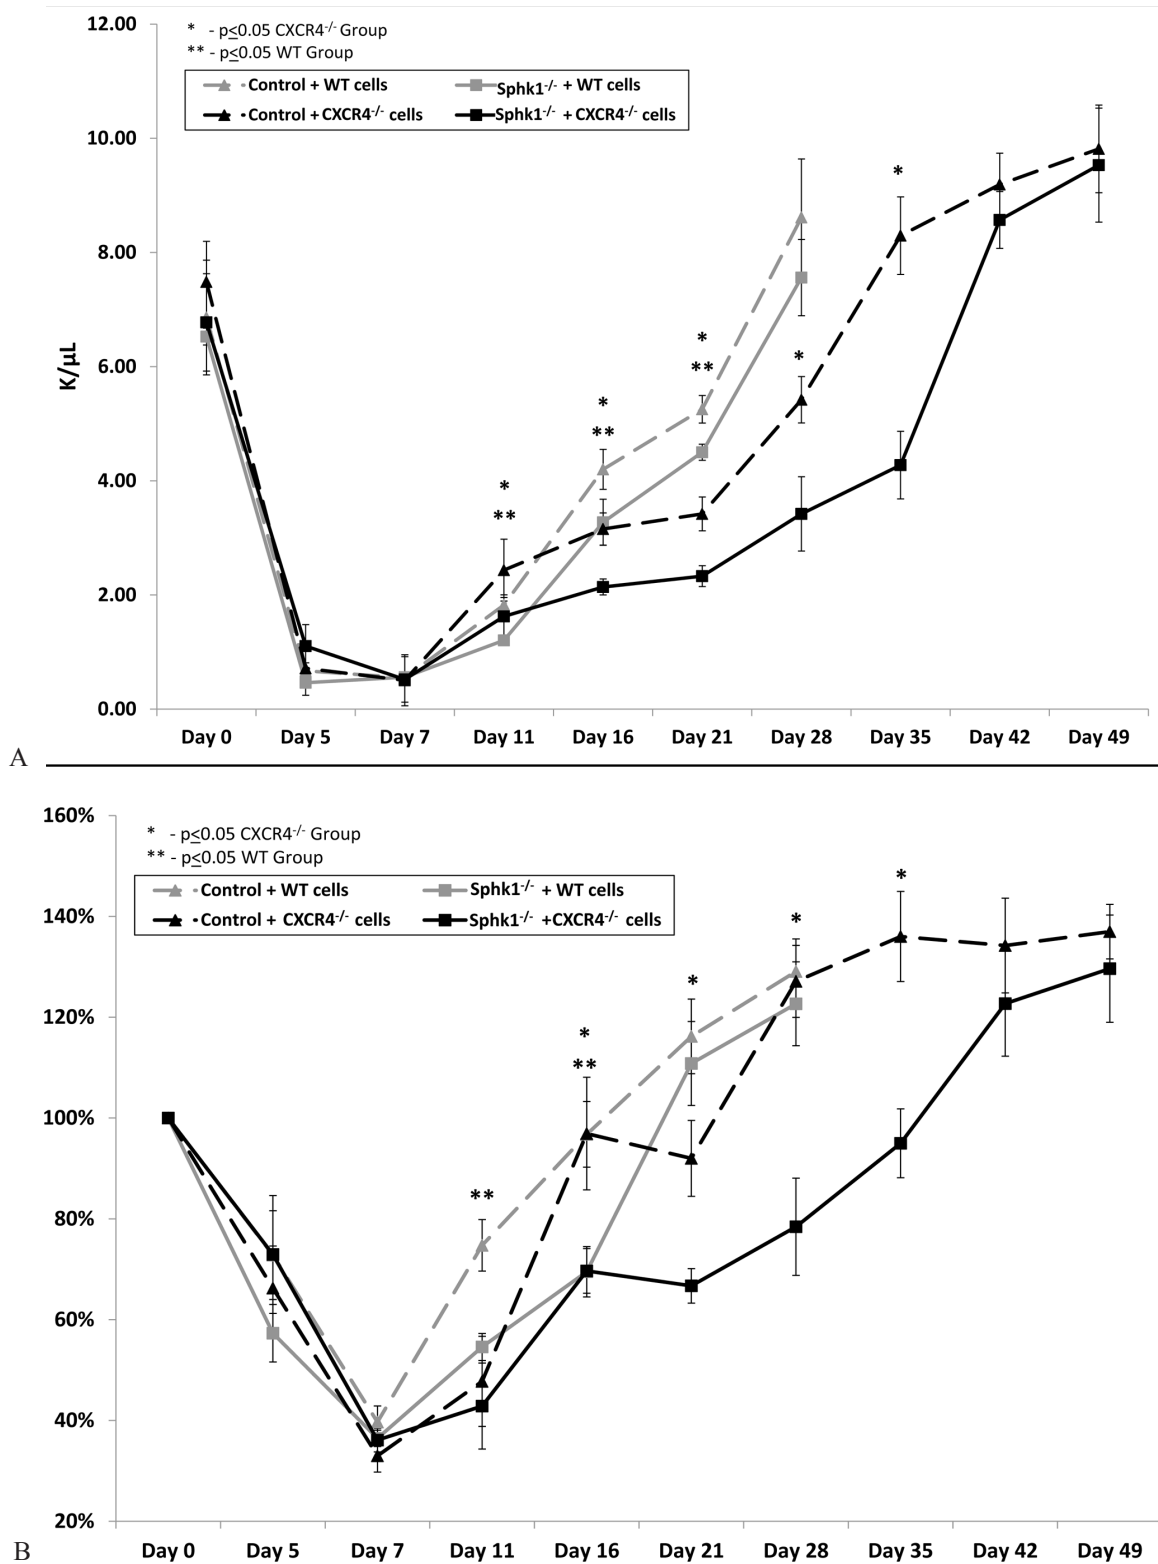 12.00
* - p≤0.05 CXCR4-/- Group
** - p≤0.05 WT Group
Control + WT cells
Sphk1-/- + WT cells
Control + CXCR4-/- cells
Sphk1-/- + CXCR4-/- cells
10.00
8.00
6.00
4.00
2.00
0.00
K/µL
*
**
*
**
*
**
*
*
Day 0 Day 5 Day 7 Day 11 Day 16 Day 21 Day 28 Day 35 Day 42 Day 49
A
160%
* - p≤0.05 CXCR4-/- Group
** - p≤0.05 WT Group
Control + WT cells
Sphk1-/- + WT cells
Control + CXCR4-/- cells
Sphk1-/- +CXCR4-/- cells
140%
120%
100%
80%
60%
40%
20%
**
*
**
*
*
*
Day 0 Day 5 Day 7 Day 11 Day 16 Day 21 Day 28 Day 35 Day 42 Day 49
B